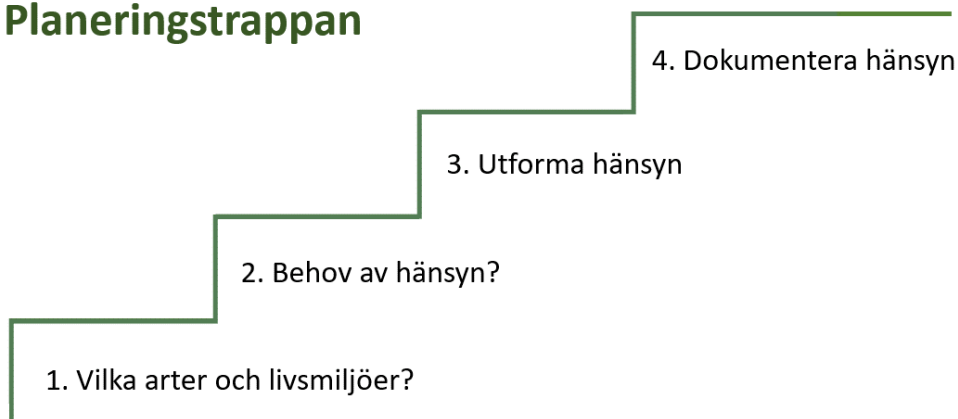 Planeringstrappan
4. Dokumentera hänsyn
3. Utforma hänsyn
2. Behov av hänsyn?
1. Vilka arter och livsmiljöer?